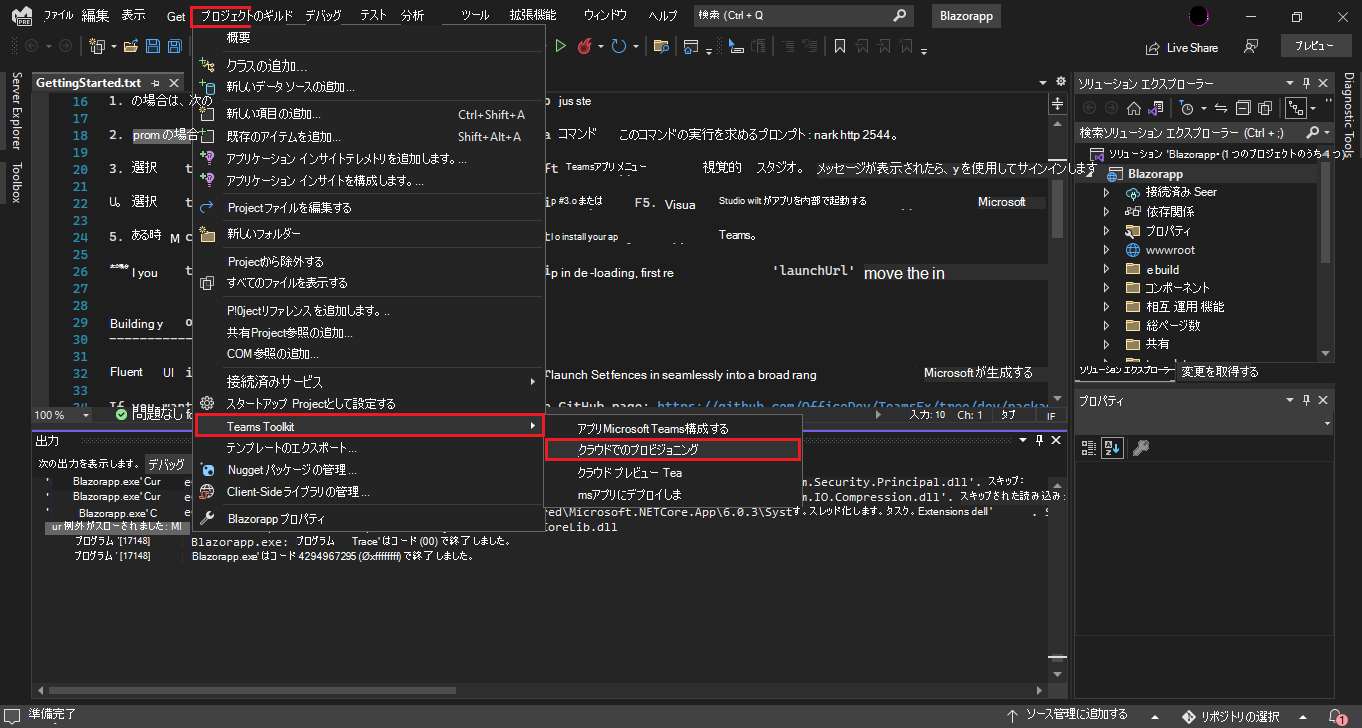 ファイル 編集 表示 Get プロジェクトのギルド デバッグ テスト 分析 ツール 拡張機能 ウィンドウ ヘルプ 検索 (Ctrl + Q Blazorapp
PRE
Live Share プレビュー
Server Explorer
Toolbox
Diagnostic Tools
GettingStarted.txt
16 1. の場合は、次の
17
18 2. prom の場合
19
20 3. 選択 t
21
22 U。 選択 t
23
24 5. ある時 M c
25
26 I you t
27
28
29 Building y o
30
31
32 Fluent UI i
33
If you want
jus ste
a コマンド このコマンドの実行を求めるプロンプト : nark http 2544 。
ft Teamsアプリ メニュー 視覚的 スタジオ。 メッセージが表示されたら、y を使用してサインインします
ip #3.o または F5. Visua Studio wilt がアプリを内部で起動する Microsoft
t l o install your ap Teams。
ip in de -loading, first re 'launchUrl' move the in
'launch Setfences in seamlessly into a broad rang Microsoft が生成する
e GitHub page: https://github.com/OfficeDev/TeamsFx/tree/dev/packa
100 % 問題なし fo 入力: 10 Ch: 1 タブ IF
概要
クラスの追加...
新しいデータ ソースの追加...
新しい項目の追加... Ctrl+Shift+A
既存のアイテムを追加... Shift+Alt+A
アプリケーション インサイトテレメトリを追加します。...
アプリケーション インサイトを構成します。...
Projectファイルを編集する
新しいフォルダー
Projectから除外する
すべてのファイルを表示する
P!0jectリファレンスを追加します。..
共有Project参照の追加...
COM 参照の追加...
接続済みサービス
スタートアップ Projectとして設定する
Teams Toolkit
テンプレートのエクスポート...
Nugget パッケージの管理...
Client-Side ライブラリの管理 ...
Blazorapp プロパティ
アプリMicrosoft Teams構成する
クラウドでのプロビジョニング
クラウド プレビュー Tea
msアプリにデプロイしま
出力
次の出力を表示します。 デバッグ
' Blazorapp.exe' Cur e m.Security.Principal.dll'. スキップ:
' Blazorapp.exe' Cur e m.IO.Compression.dll'. スキップされた読み込み:
' Blazorapp.exe' C e red\Microsoft.NETCore.App\6.0.3\Syst す。スレッド化します。タスク。Extensions dell' . S
ur 例外がスローされました: MI oreLib.dll
プログラム '[17148] Blazorapp.exe: プログラム Trace' はコード (00) で終了しました。
プログラム ' [17148] Blazorapp.exe' はコード 4294967295 (Øxfffffff) で終了しました。
ソリューション エクスプローラー
検索ソリューション エクスプローラー (Ctrl + ;)
ソリューション 'Blazorapp• (1 つのプロジェクトのうち 1 つ)
Blazorapp
接続済み Seer
依存関係
プロパティ
wwwroot
e build
コンポーネント
相互 運用 機能
総ページ数
共有
ソリューション エクスプローラー 変更を取得する
プロパティ
準備完了 ソース管理に追加する リポジトリの選択 1